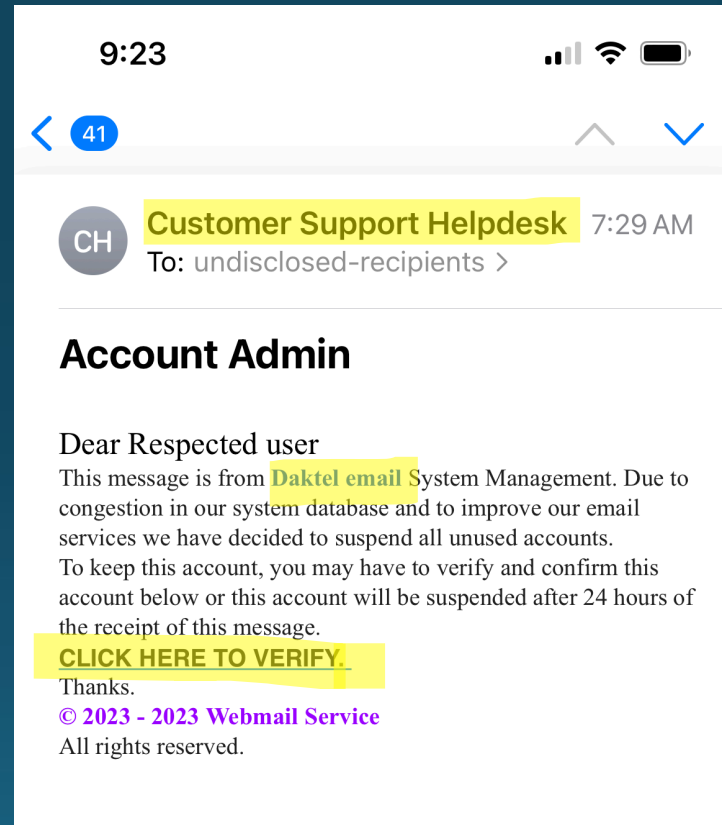 9:23
41
CH
Customer Support Helpdesk 7:29 AM
To: undisclosed-recipients >
Account Admin
Dear Respected user
This message is from Daktel email System Management. Due to
congestion in our system database and to improve our email
services we have decided to suspend all unused accounts.
To keep this account, you may have to verify and confirm this
account below or this account will be suspended after 24 hours of
the receipt of this message.
CLICK HERE TO VERIFY.
Thanks.
© 2023 - 2023 Webmail Service
All rights reserved.